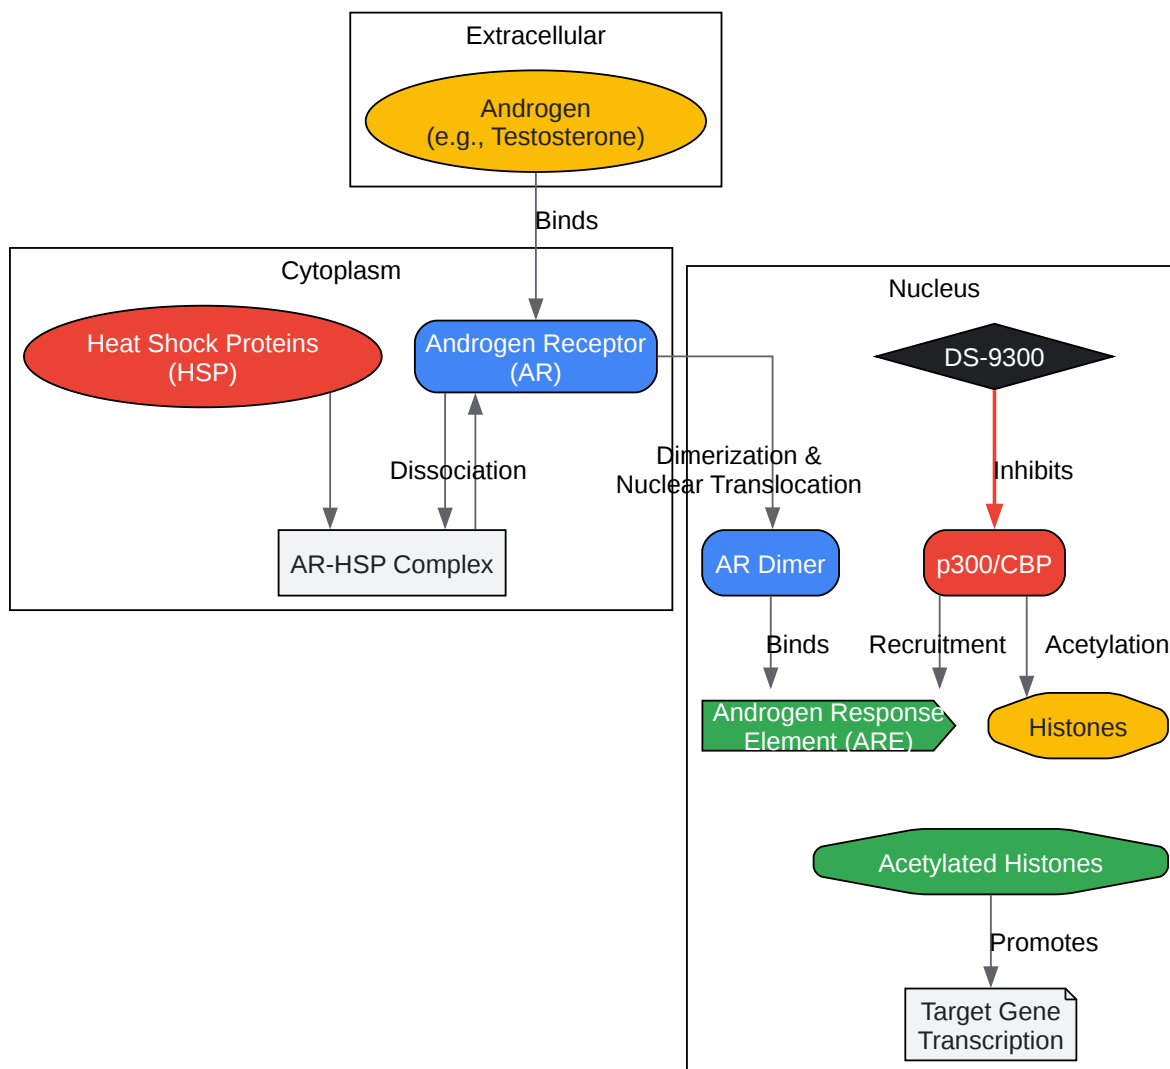 Extracellular
Androgen
(e.g., Testosterone)
Binds
Cytoplasm
Heat Shock Proteins
(HSP)
Androgen Receptor
(AR)
Dissociation
AR-HSP Complex
Nucleus
DS-9300
Dimerization &
Nuclear Translocation
Inhibits
AR Dimer
p300/CBP
Binds
Recruitment
Acetylation
Androgen Response
Element (ARE)
Histones
Acetylated Histones
Promotes
Target Gene
Transcription